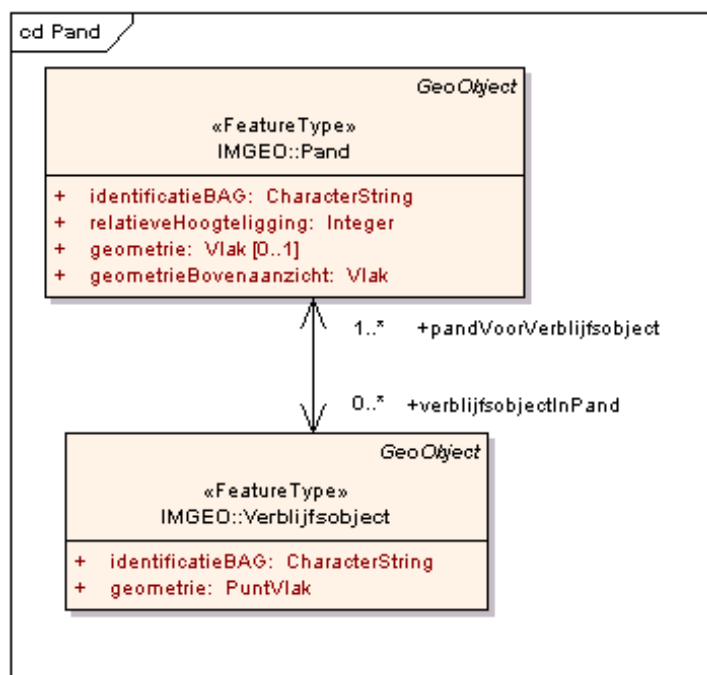 cd Pand
GeoObject
«FeatureType»
IMGEO::Pand
+ identificatieBAG: CharacterString
+ relatieveHoogteligging: Integer
+ geometrie: Vlak [0..1]
+ geometrieBovenaanzicht: Vlak
1..* +pandVoorVerblijfsobject
0..* +verblijfsobjectInPand
GeoObject
«FeatureType»
IMGEO::Verblijfsobject
+ identificatieBAG: CharacterString
+ geometrie: PuntVlak